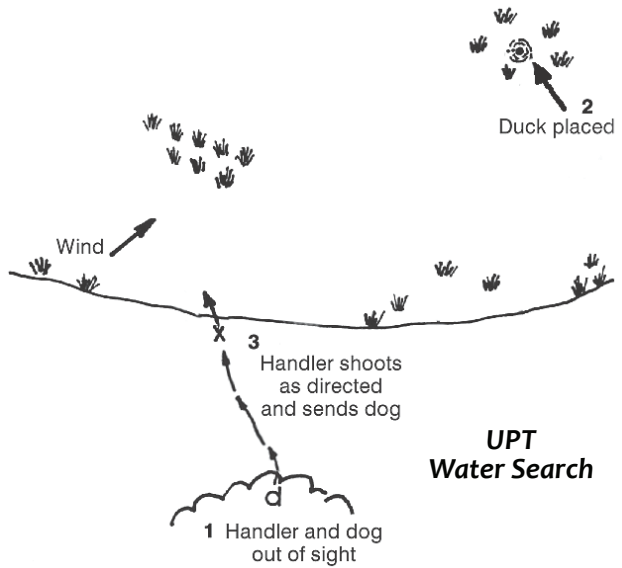 2
Duck placed
Wind
3
Handler shoots
as directed
and sends dog
UPT
Water Search
d
1 Handler and dog
out of sight